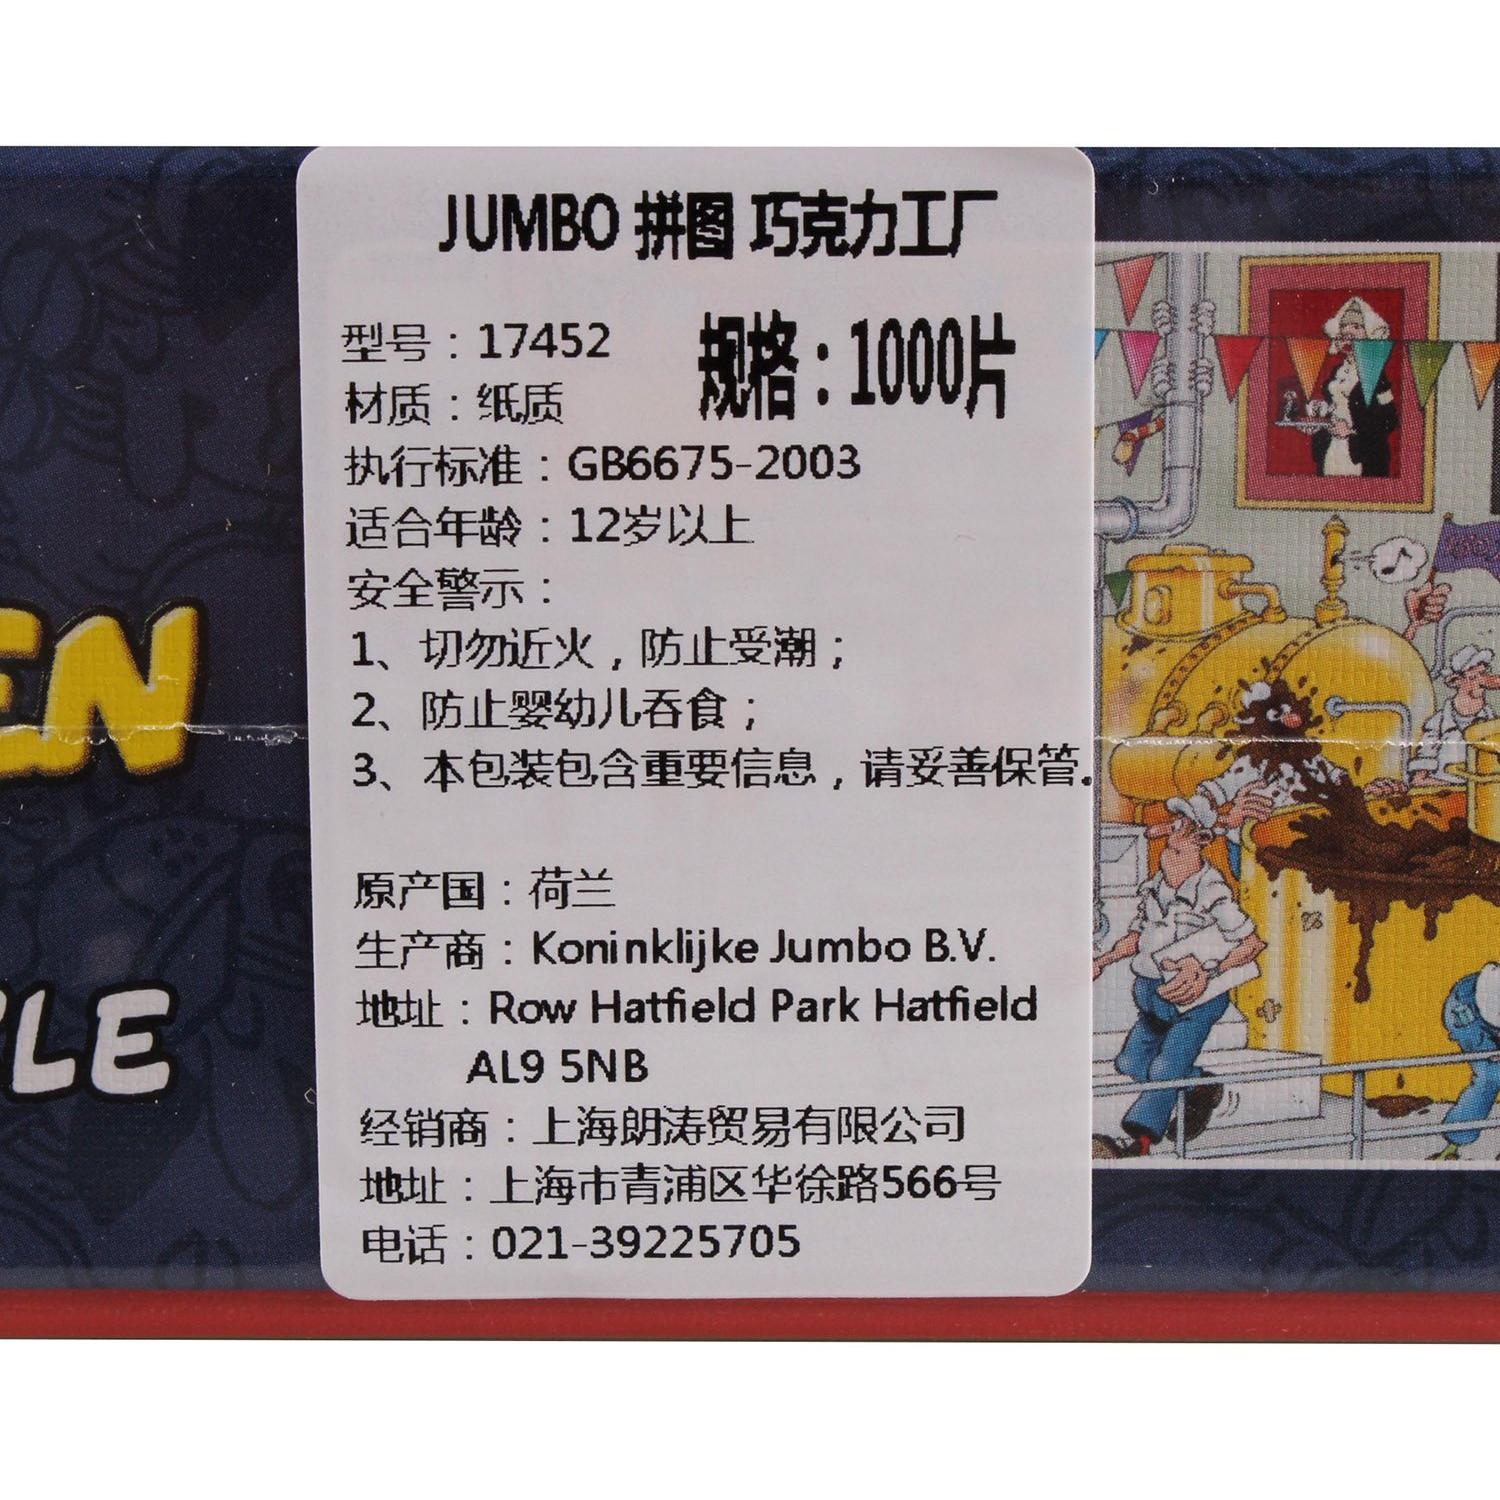 JUMBO 拼图 巧克力工厂
型号：17452
规格：1000片
材质：纸质
执行标准：GB6675-2003
适合年龄：12岁以上
安全警示：
1、切勿近火，防止受潮；
2、防止婴幼儿吞食；
3、本包装包含重要信息，请妥善保管.
原产国：荷兰
生产商：Koninklijke Jumbo B.V.
地址：Row Hatfield Park Hatfield
AL9 5NB
经销商：上海朗涛贸易有限公司
地址：上海市青浦区华徐路566号
电话：021-39225705
EN
LE